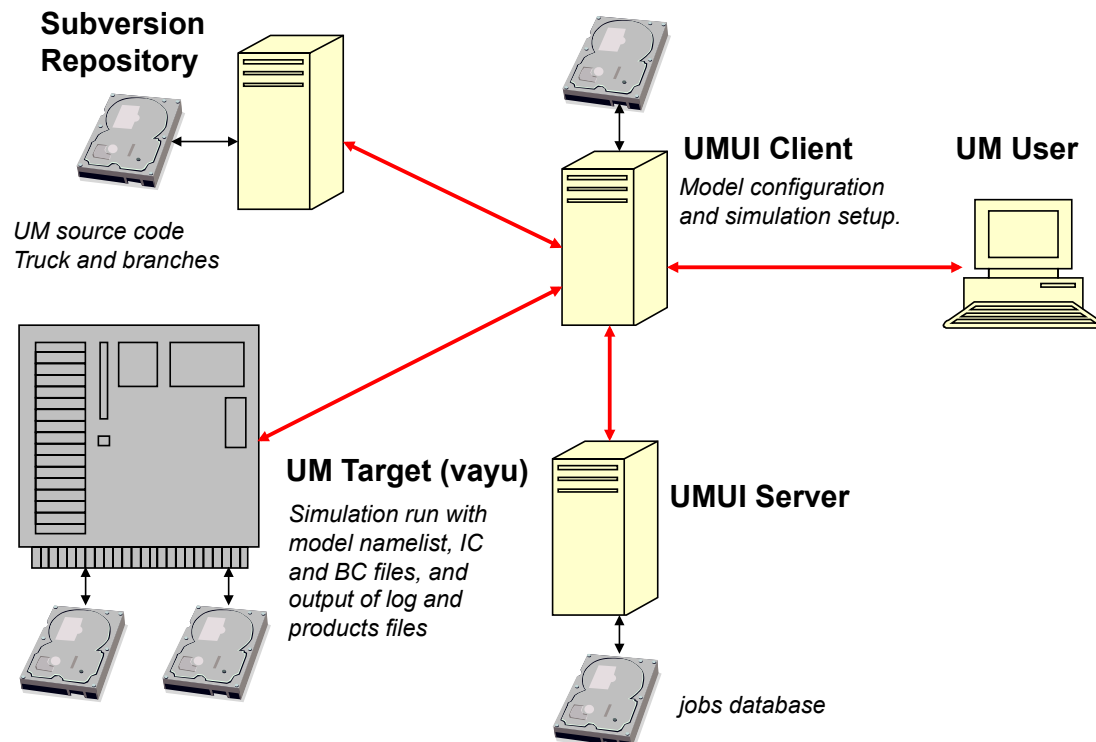 Subversion
Repository
UM source code
Truck and branches
UMUI Client
Model configuration
and simulation setup.
UM User
UM Target (vayu)
Simulation run with
model namelist, IC
and BC files, and
output of log and
products files
UMUI Server
jobs database